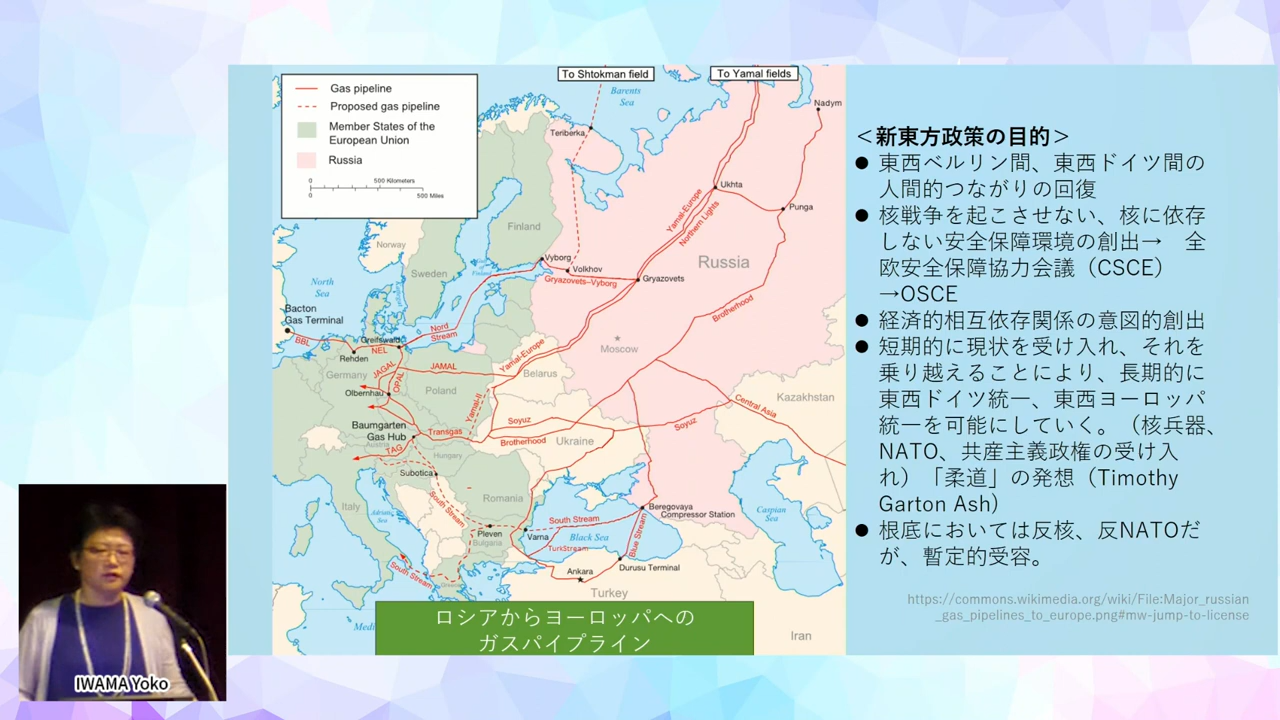 To Shtokman field
To Yamal fields
Gas pipeline
Proposed gas pipeline
Member States of the
European Union
Russia
0 500 Kilometers
0 500 Miles
Barents
Sea
Nadym
Teriberka
Ukhta
Punga
Yamal-Europe
Northern Lights
Finland
Norway
Sweden
Russia
Vyborg
Volkhov
Gryazovets
Gryazovets–Vyborg
North
Sea
Bacton
Gas Terminal
Nord
Stream
Brotherhood
Greifswald
BBL
NEL
Rehden
Moscow
Yamal-Europe
JAGAL
OPAL
JAMAL
Germany
Poland
Belarus
Olbernhau
Yamal-II
Kazakhstan
Central Asia
Baumgarten
Gas Hub
Transgas
Soyuz
Soyuz
Brotherhood
Ukraine
Austria
TAG
Hungary
Subotica
Romania
Italy
Adriatic
Sea
South Stream
Beregovaya
Compressor Station
Caspian
Sea
South Stream
Black Sea
Pleven
Varna
Bulgaria
TurkStream
Blue Stream
South Stream
Greece
Ankara
Durusu Terminal
Turkey
Iran
Medi
ロシアからヨーロッパへの
ガスパイプライン
＜新東方政策の目的＞
● 東西ベルリン間、東西ドイツ間の
人間的つながりの回復
● 核戦争を起こさせない、核に依存
しない安全保障環境の創出→　全
欧安全保障協力会議（CSCE）
→OSCE
● 経済的相互依存関係の意図的創出
● 短期的に現状を受け入れ、それを
乗り越えることにより、長期的に
東西ドイツ統一、東西ヨーロッパ
統一を可能にしていく。（核兵器、
NATO、共産主義政権の受け入
れ）「柔道」の発想（Timothy
Garton Ash）
● 根底においては反核、反NATOだ
が、暫定的受容。
https://commons.wikimedia.org/wiki/File:Major_russian
_gas_pipelines_to_europe.png#mw-jump-to-license
IWAMA Yoko